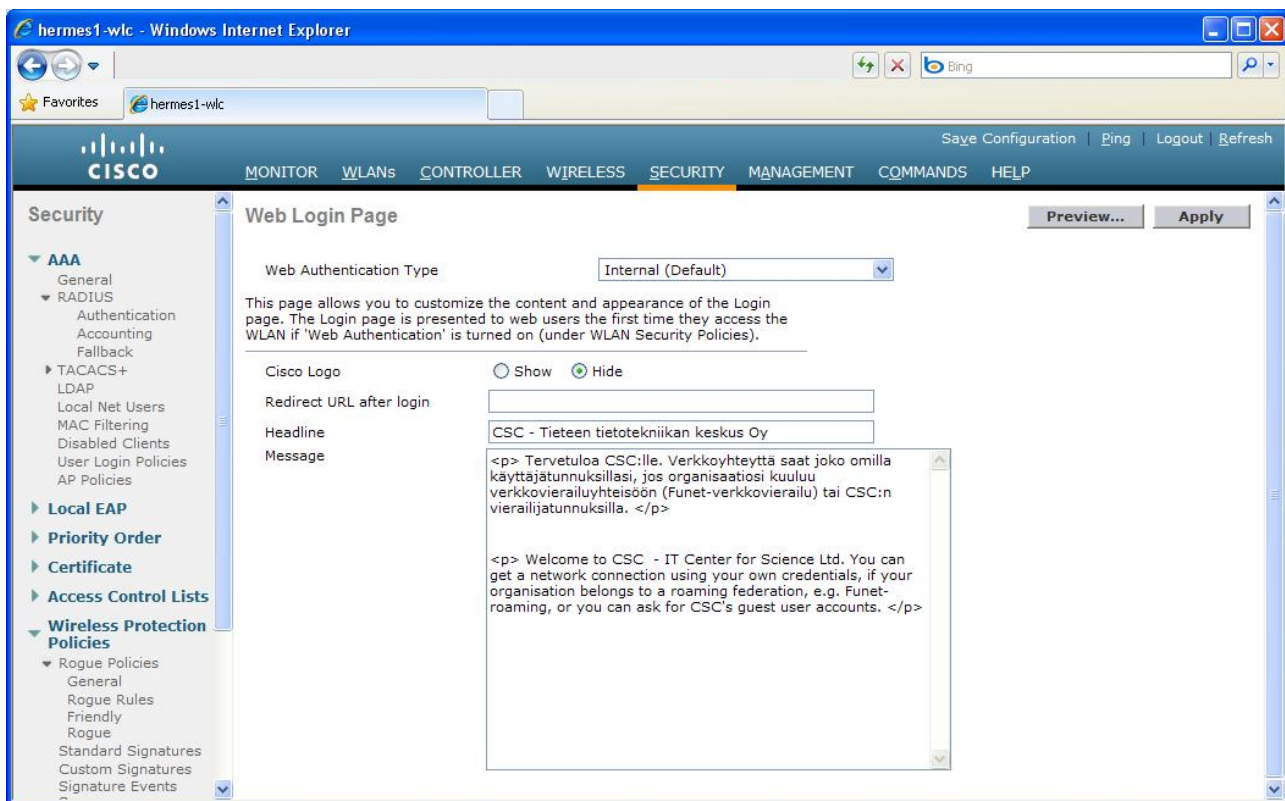 hermes1-wlc - Windows Internet Explorer
Bing
Favorites hermes1-wlc
Save Configuration | Ping | Logout | Refresh
CISCO
MONITOR WLANs CONTROLLER WIRELESS SECURITY MANAGEMENT COMMANDS HELP
Security
AAA
General
RADIUS
Authentication
Accounting
Fallback
TACACS+
LDAP
Local Net Users
MAC Filtering
Disabled Clients
User Login Policies
AP Policies
Local EAP
Priority Order
Certificate
Access Control Lists
Wireless Protection
Policies
Rogue Policies
General
Rogue Rules
Friendly
Rogue
Standard Signatures
Custom Signatures
Signature Events
Web Login Page
Preview... Apply
Web Authentication Type Internal (Default)
This page allows you to customize the content and appearance of the Login
page. The Login page is presented to web users the first time they access the
WLAN if 'Web Authentication' is turned on (under WLAN Security Policies).
Cisco Logo Show Hide
Redirect URL after login
Headline CSC - Tieteen tietotekniikan keskus Oy
Message
<p> Tervetuloa CSC:lle. Verkkoyhteyttä saat joko omilla
käyttäjätunnuksillasi, jos organisaatiosi kuuluu
verkkovierailuyhteisöön (Funet-verkkovierailu) tai CSC:n
vierailijatunnuksilla. </p>
<p> Welcome to CSC - IT Center for Science Ltd. You can
get a network connection using your own credentials, if your
organisation belongs to a roaming federation, e.g. Funet-
roaming, or you can ask for CSC's guest user accounts. </p>